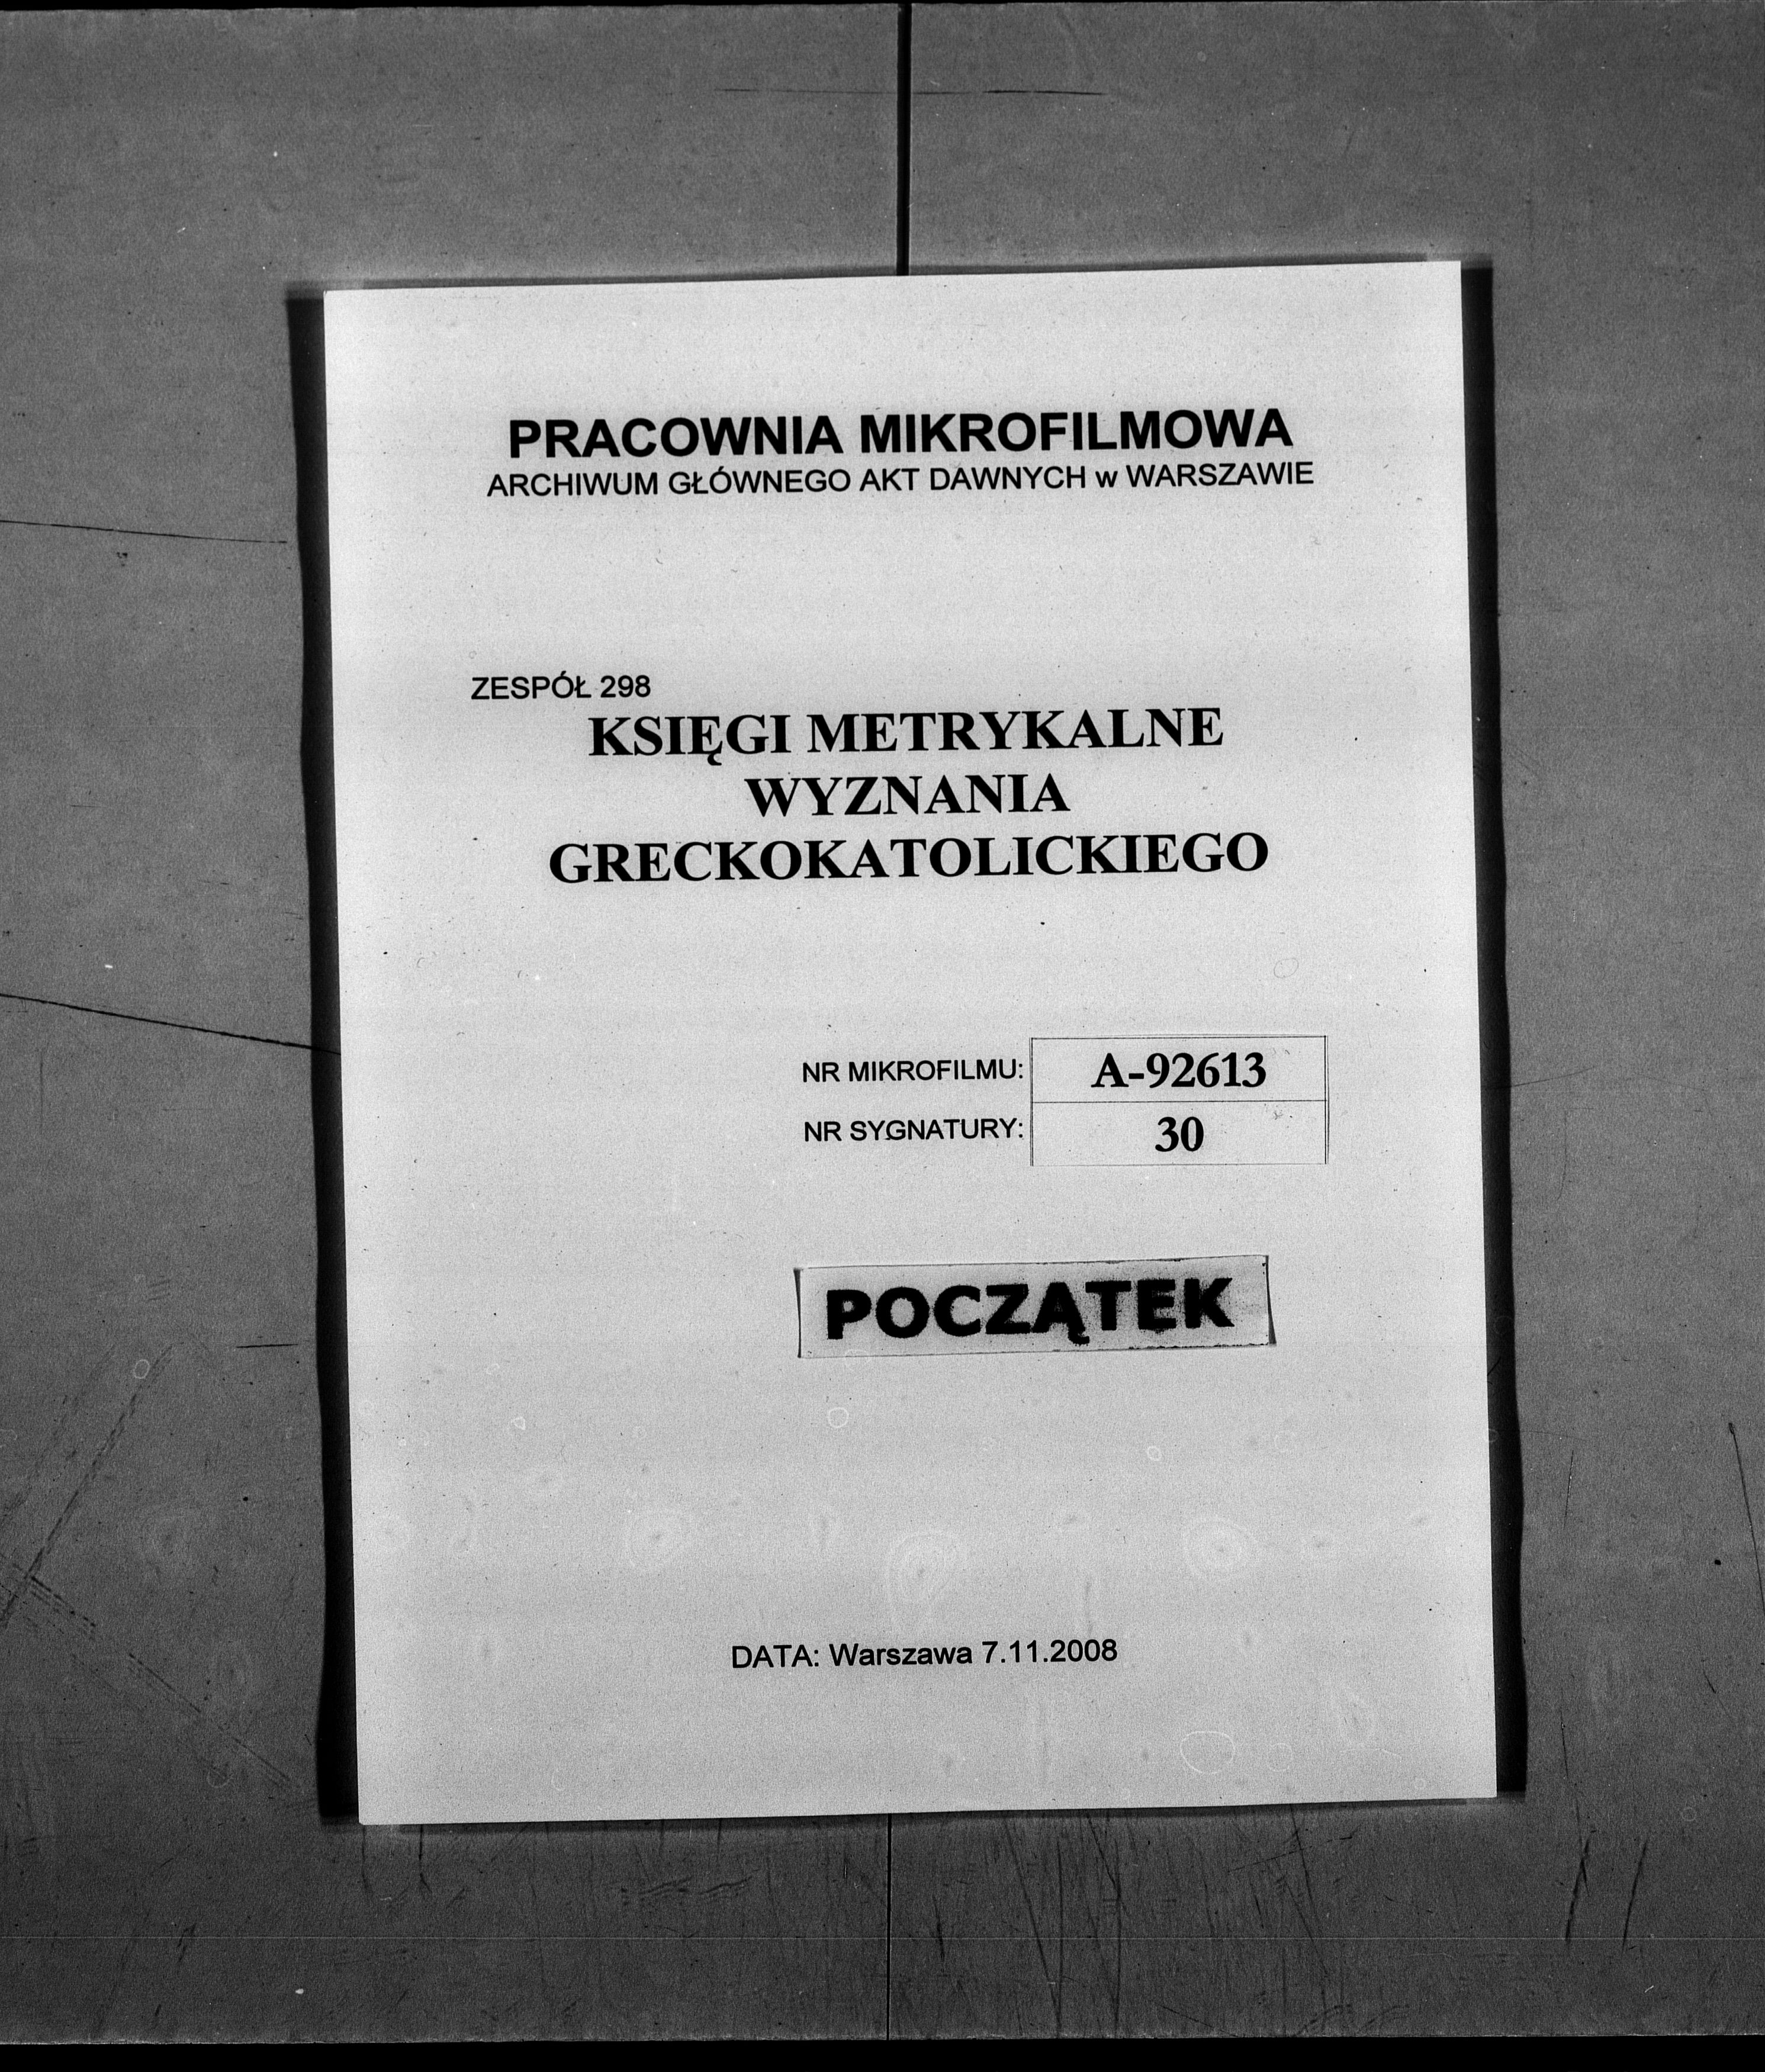 PRACOWNIA MIKROFILMOWA
ARCHIWUM GŁÓWNEGO AKT DAWNYCH w WARSZAWIE
ZESPÓŁ 298
KSIĘGI METRYKALNE
WYZNANIA
GRECKOKATOLICKIEGO
NR MIKROFILMU: A-92613
NR SYGNATURY: 30
POCZĄTEK
DATA: Warszawa 7.11.2008